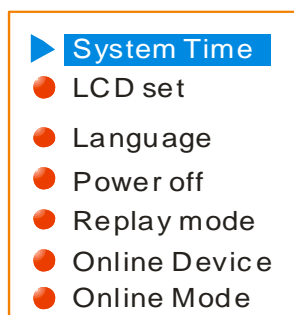 System Time
LCD set
Language
Power off
Replay mode
Online Device
Online Mode